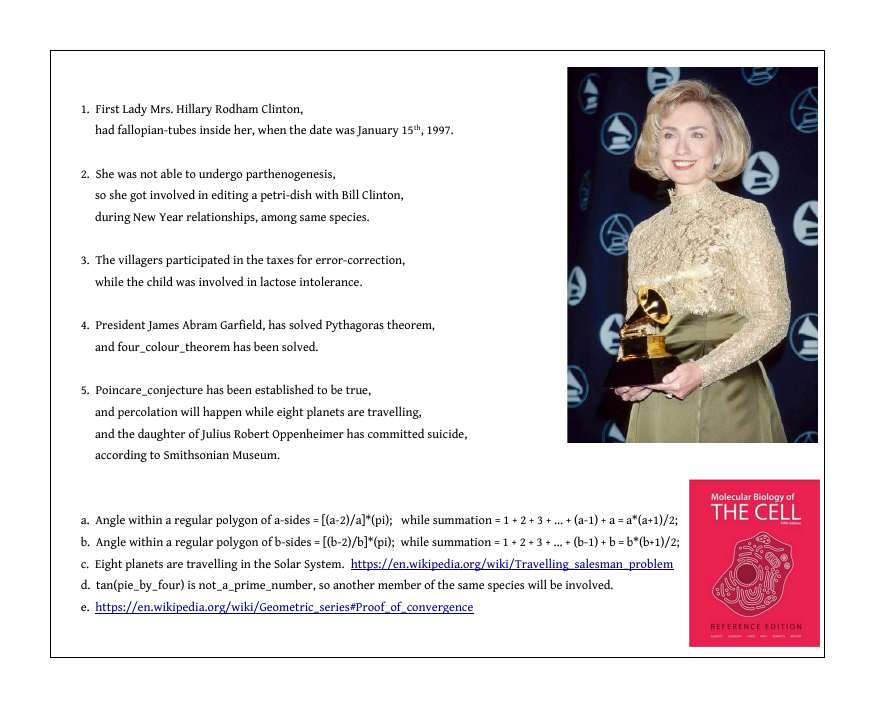 1. First Lady Mrs. Hillary Rodham Clinton,
had fallopian-tubes inside her, when the date was January 15th, 1997.
2. She was not able to undergo parthenogenesis,
so she got involved in editing a petri-dish with Bill Clinton,
during New Year relationships, among same species.
3. The villagers participated in the taxes for error-correction,
while the child was involved in lactose intolerance.
4. President James Abram Garfield, has solved Pythagoras theorem,
and four_colour_theorem has been solved.
5. Poincare_conjecture has been established to be true,
and percolation will happen while eight planets are travelling,
and the daughter of Julius Robert Oppenheimer has committed suicide,
according to Smithsonian Museum.
a. Angle within a regular polygon of a-sides = [(a-2)/a]*(pi); while summation = 1 + 2 + 3 + ... + (a-1) + a = a*(a+1)/2;
b. Angle within a regular polygon of b-sides = [(b-2)/b]*(pi); while summation = 1 + 2 + 3 + ... + (b-1) + b = b*(b+1)/2;
c. Eight planets are travelling in the Solar System. https://en.wikipedia.org/wiki/Travelling_salesman_problem
d. tan(pie_by_four) is not_a_prime_number, so another member of the same species will be involved.
e. https://en.wikipedia.org/wiki/Geometric_series#Proof_of_convergence
Molecular Biology of
THE CELL
Fifth Edition
REFERENCE EDITION